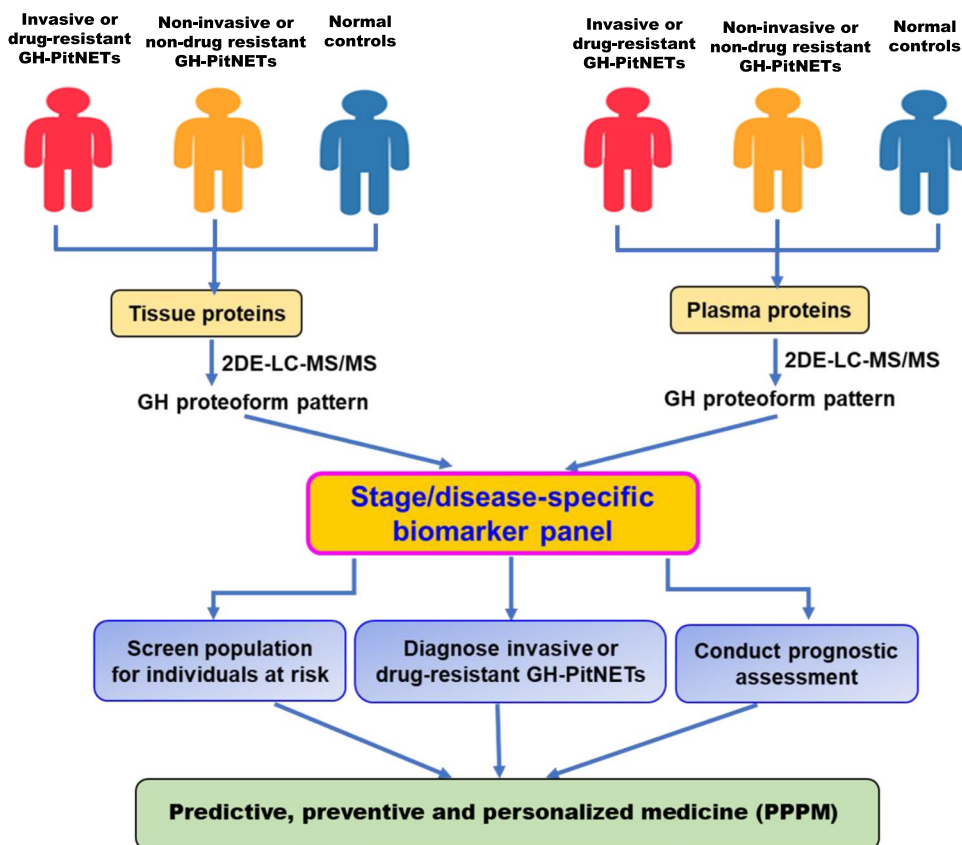 Invasive or
drug-resistant
GH-PitNETs
Non-invasive or
non-drug resistant
GH-PitNETs
Normal
controls
Invasive or
drug-resistant
GH-PitNETs
Non-invasive or
non-drug resistant
GH-PitNETs
Normal
controls
Tissue proteins
Plasma proteins
2DE-LC-MS/MS
2DE-LC-MS/MS
GH proteoform pattern
GH proteoform pattern
Stage/disease-specific
biomarker panel
Screen population
for individuals at risk
Diagnose invasive or
drug-resistant GH-PitNETs
Conduct prognostic
assessment
Predictive, preventive and personalized medicine (PPPM)